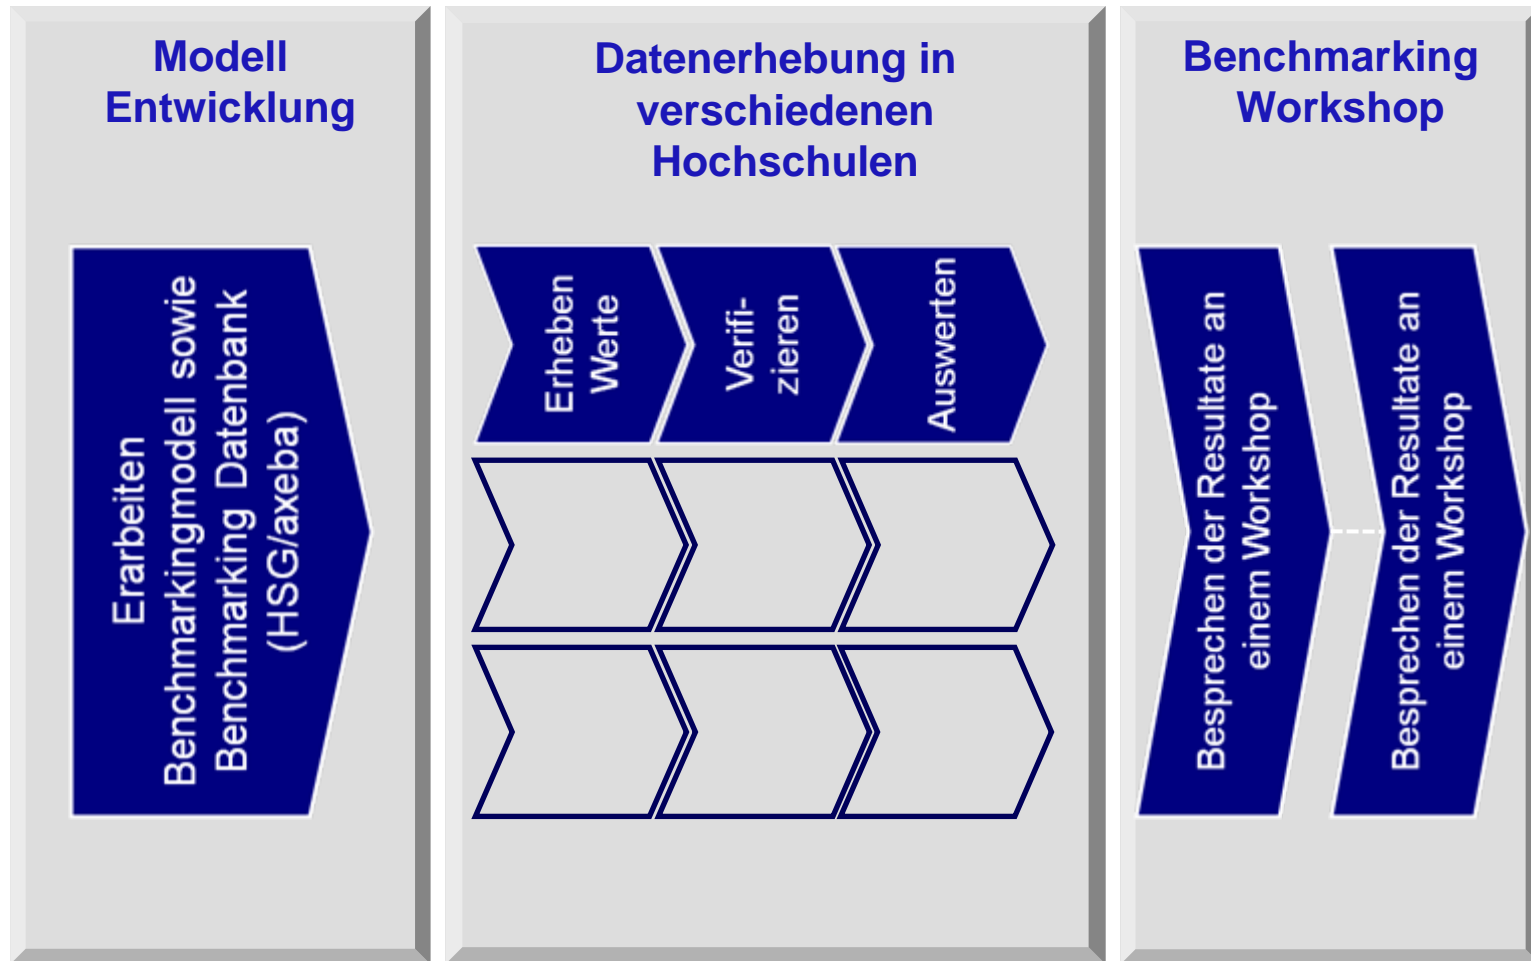 Modell
Entwicklung
Erarbeiten
Benchmarkingmodell sowie
Benchmarking Datenbank
(HSG/axeba)
Datenerhebung in
verschiedenen
Hochschulen
Erheben
Werte
Verifi-
zieren
Auswerten
Benchmarking
Workshop
Besprechen der Resultate an
einem Workshop
Besprechen der Resultate an
einem Workshop